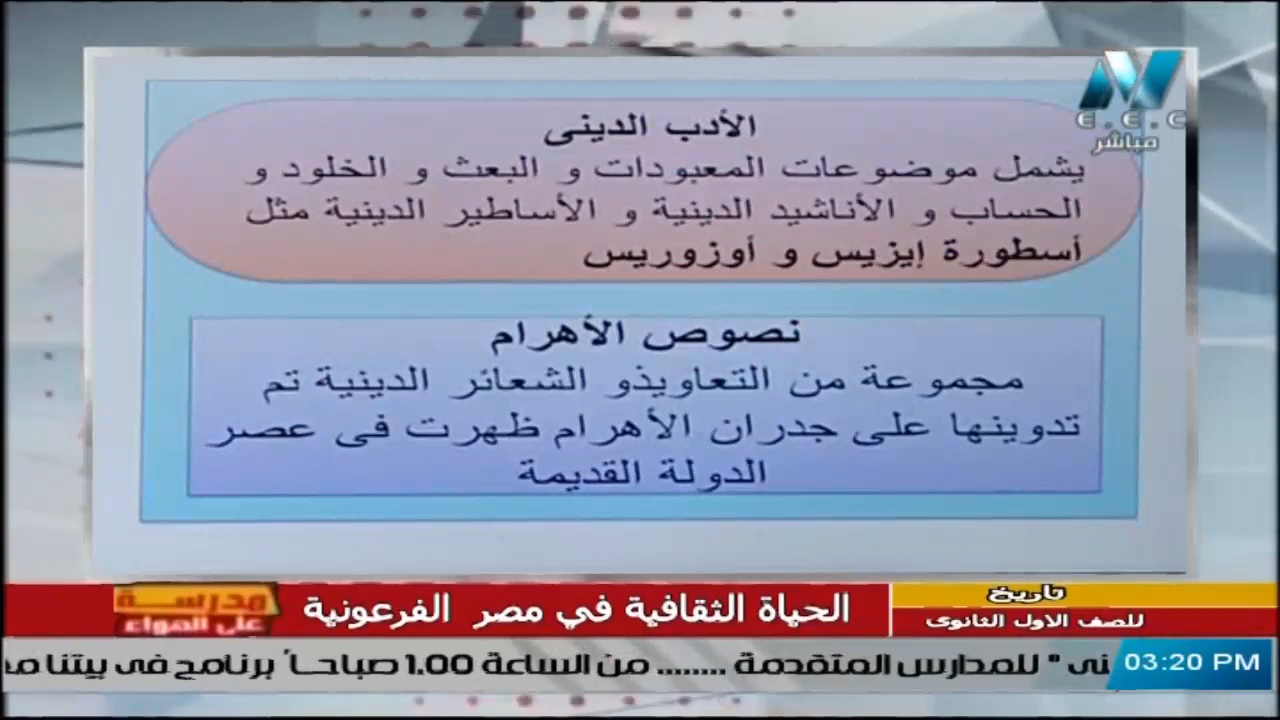 الأدب الدينى
يشمل موضوعات المعبودات و البعث و الخلود و
الحساب و الأناشيد الدينية و الأساطير الدينية مثل
أسطورة إيزيس و أوزوريس
نصوص الأهرام
مجموعة من التعاويذو الشعائر الدينية تم
تدوينها على جدران الأهرام ظهرت فى عصر
الدولة القديمة
E.E.C
مباشر
تاريخ
للصف الاول الثانوى
الحياة الثقافية في مصر الفرعونية
مدرسة
على الهواء
03:20 PM
" للمدارس المتقدمة ........ من الساعة 1.00 صباحاً برنامج فى بيتنا